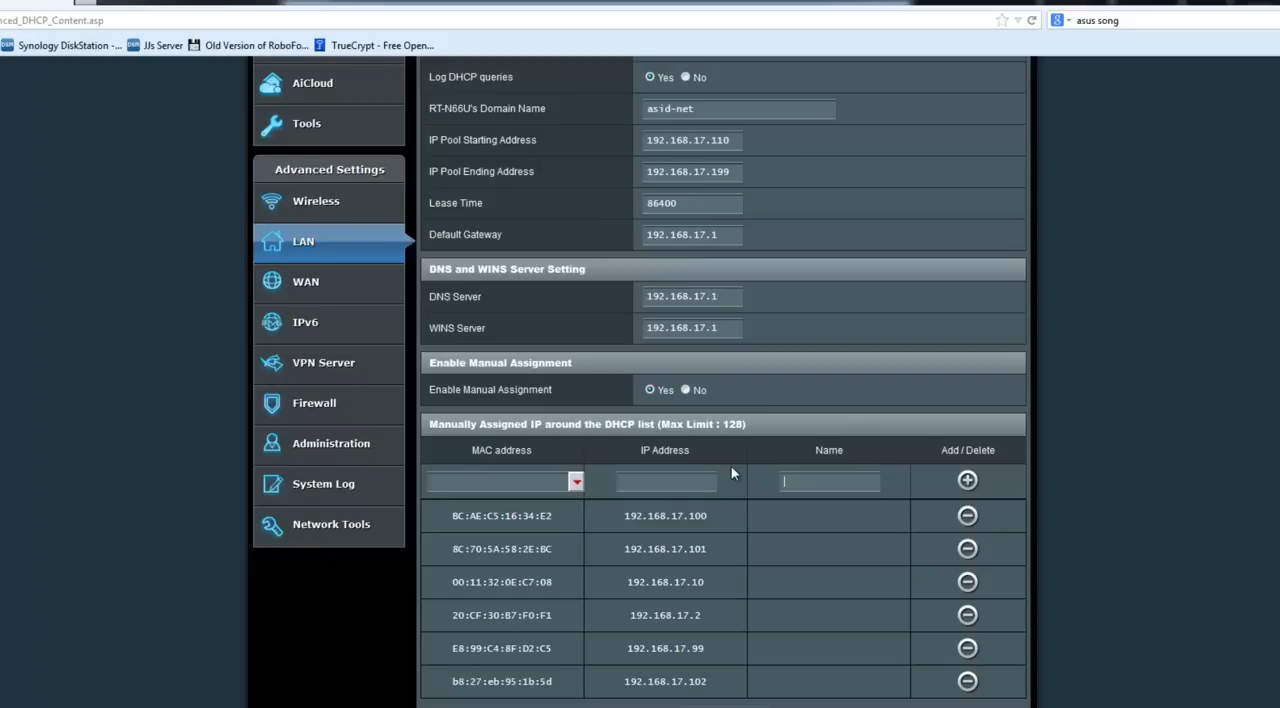 nced_DHCP_Content.asp
asus song
Synology DiskStation -...
JJs Server
Old Version of RoboFo...
TrueCrypt - Free Open...
AiCloud
Tools
Advanced Settings
Wireless
LAN
WAN
IPv6
VPN Server
Firewall
Administration
System Log
Network Tools
Log DHCP queries Yes No
RT-N66U's Domain Name asid-net
IP Pool Starting Address 192.168.17.110
IP Pool Ending Address 192.168.17.199
Lease Time 86400
Default Gateway 192.168.17.1
DNS and WINS Server Setting
DNS Server 192.168.17.1
WINS Server 192.168.17.1
Enable Manual Assignment
Enable Manual Assignment Yes No
Manually Assigned IP around the DHCP list (Max Limit : 128)
MAC address IP Address Name Add / Delete
BC:AE:C5:16:34:E2 192.168.17.100
8C:70:5A:58:2E:BC 192.168.17.101
00:11:32:0E:C7:08 192.168.17.10
20:CF:30:B7:F0:F1 192.168.17.2
E8:99:C4:8F:D2:C5 192.168.17.99
b8:27:eb:95:1b:5d 192.168.17.102